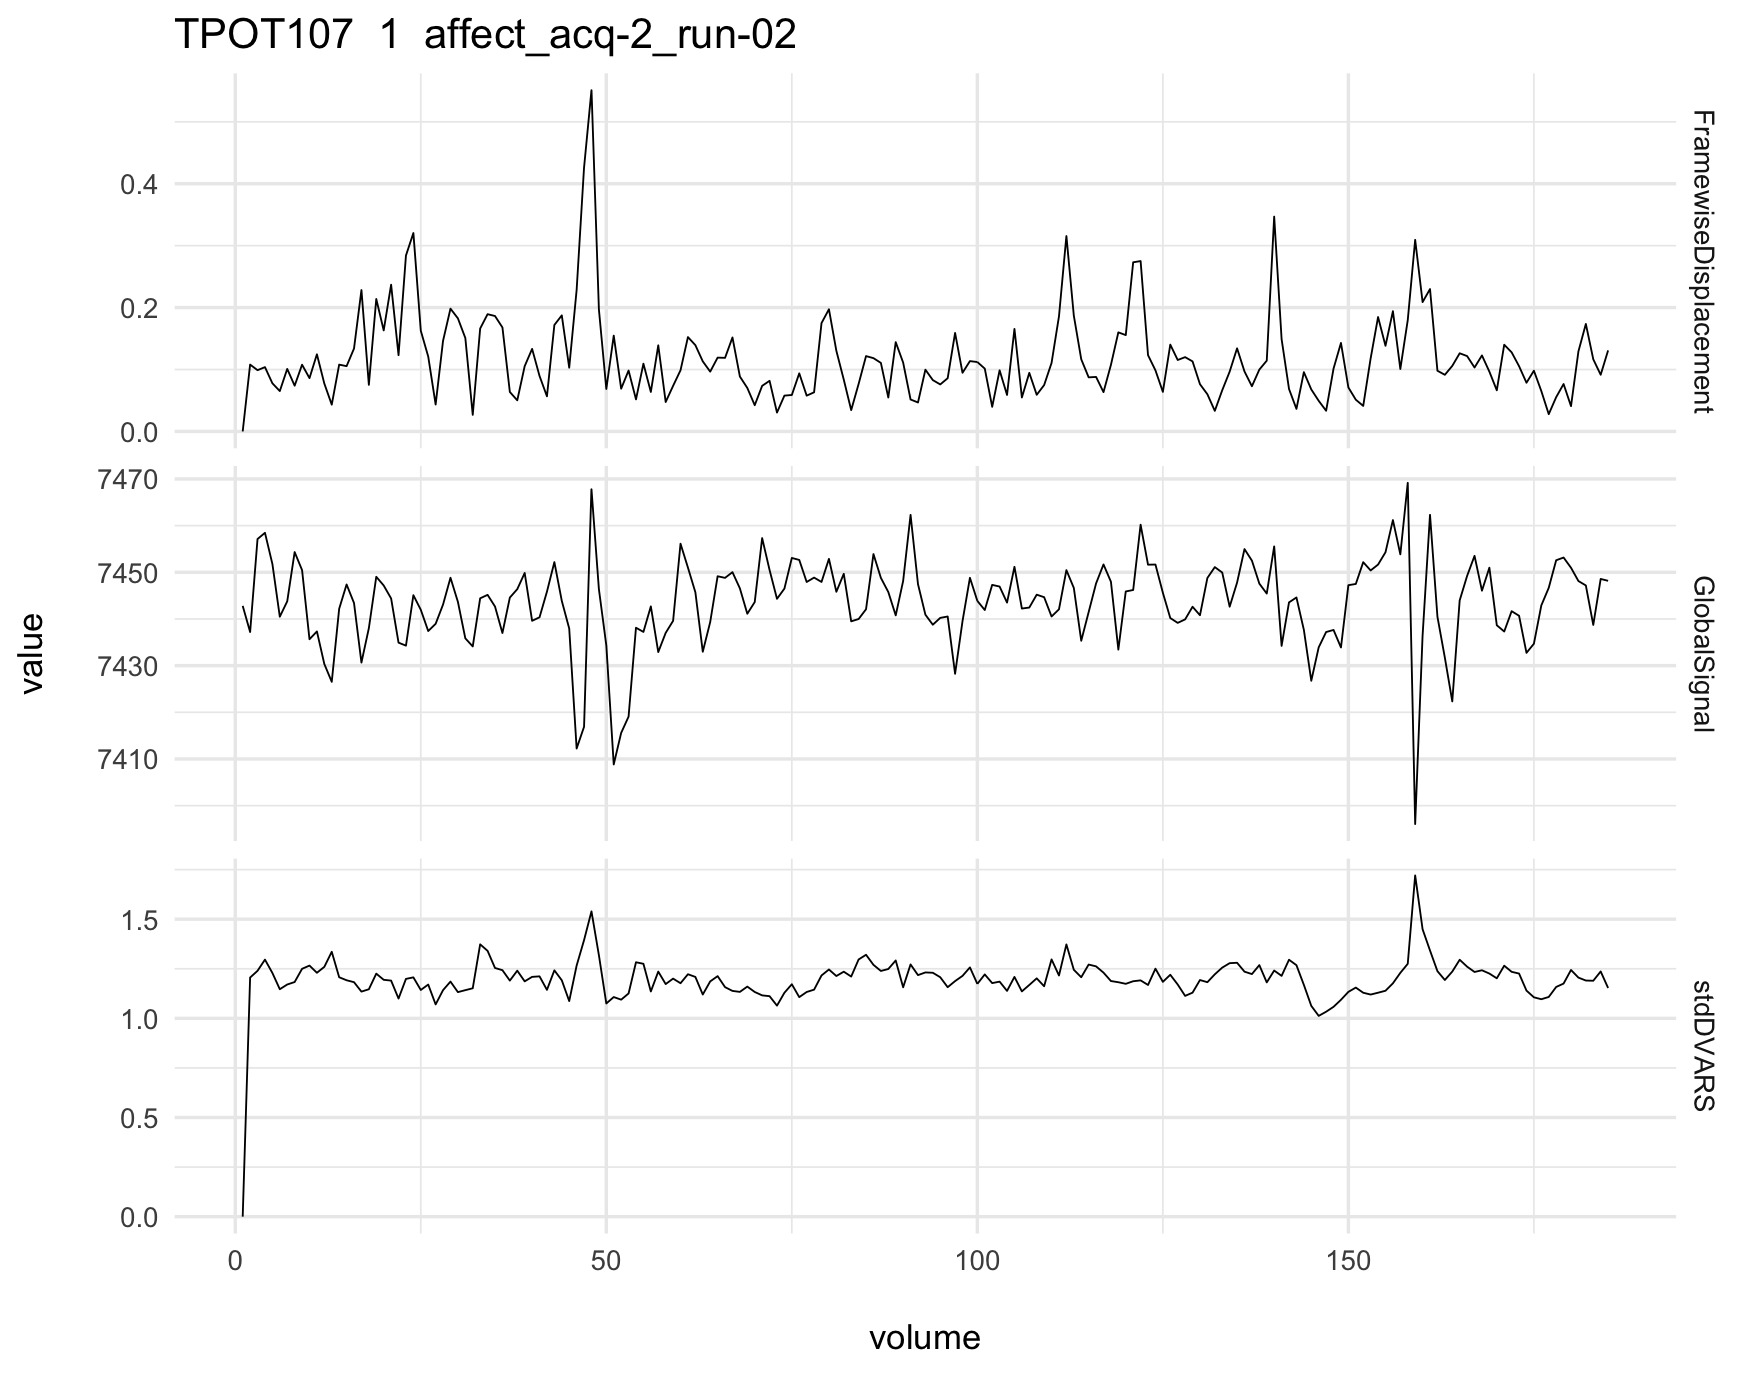 TPOT107 1 affect_acq-2_run-02
value
0.4
0.2
0.0
FramewiseDisplacement
7470
7450
7430
7410
GlobalSignal
1.5
1.0
0.5
0.0
stdDVARS
0 50 100 150
volume